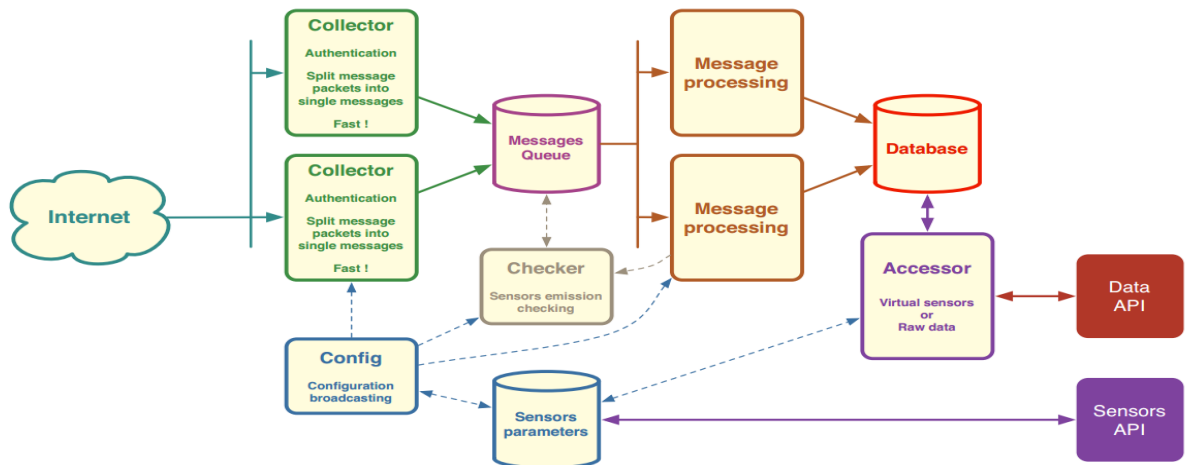 Collector
Authentication
Split message
packets into
single messages
Fast !
Message
processing
Messages
Queue
Database
Internet
Collector
Authentication
Split message
packets into
single messages
Fast !
Message
processing
Checker
Sensors emission
checking
Accessor
Virtual sensors
or
Raw data
Data
API
Config
Configuration
broadcasting
Sensors
parameters
Sensors
API